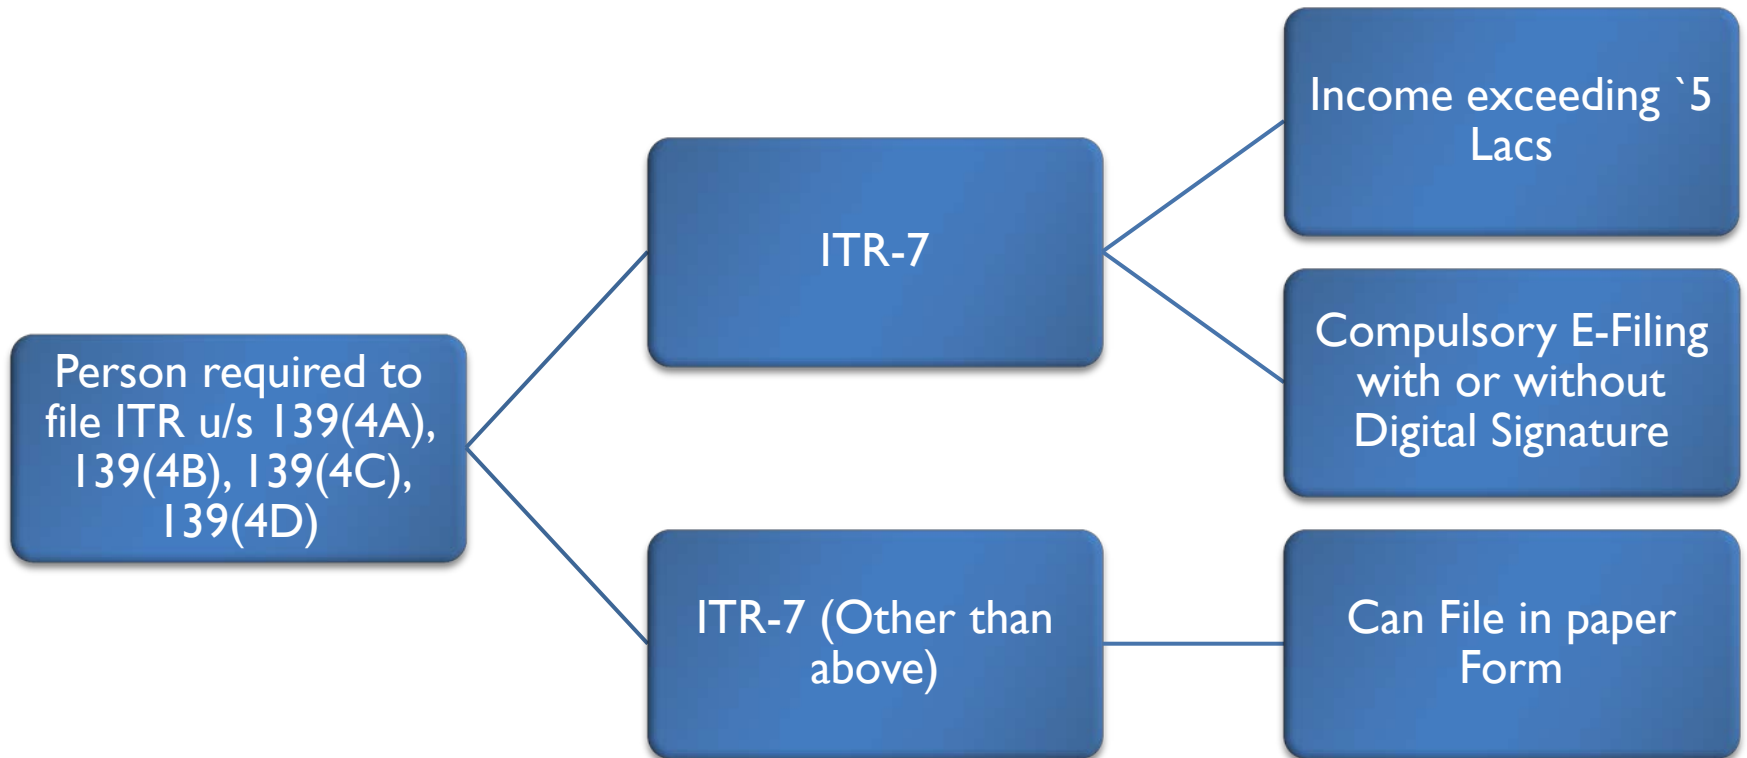 Person required to
file ITR u/s 139(4A),
139(4B), 139(4C),
139(4D)
ITR-7
Income exceeding `5
Lacs
Compulsory E-Filing
with or without
Digital Signature
ITR-7 (Other than
above)
Can File in paper
Form